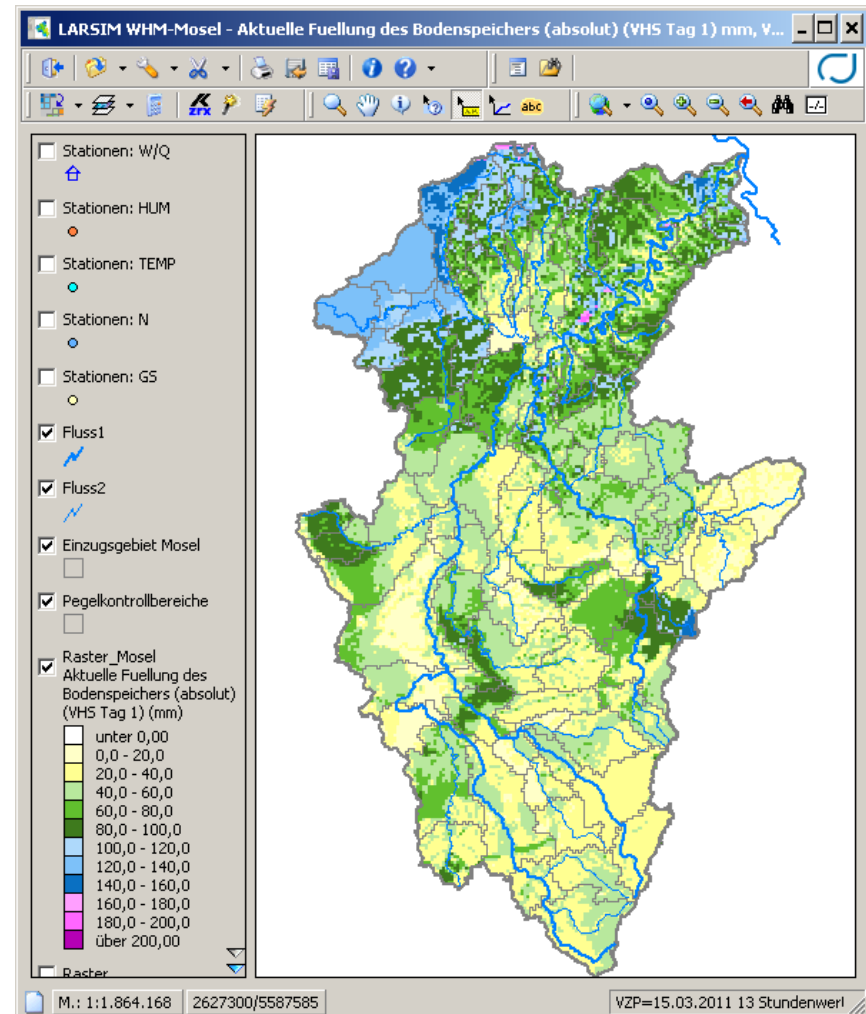 LARSIM WHM-Mosel - Aktuelle Fuellung des Bodenspeichers (absolut) (VHS Tag 1) mm, V...
ZRX
abc
Stationen: W/Q
Stationen: HUM
Stationen: TEMP
Stationen: N
Stationen: GS
Fluss1
Fluss2
Einzugsgebiet Mosel
Pegelkontrollbereiche
Raster_Mosel
Aktuelle Fuellung des
Bodenspeichers (absolut)
(VHS Tag 1) (mm)
unter 0,00
0,0 - 20,0
20,0 - 40,0
40,0 - 60,0
60,0 - 80,0
80,0 - 100,0
100,0 - 120,0
120,0 - 140,0
140,0 - 160,0
160,0 - 180,0
180,0 - 200,0
über 200,00
Raster
M.: 1:1.864.168
2627300/5587585
VZP=15.03.2011 13 Stundenwerl